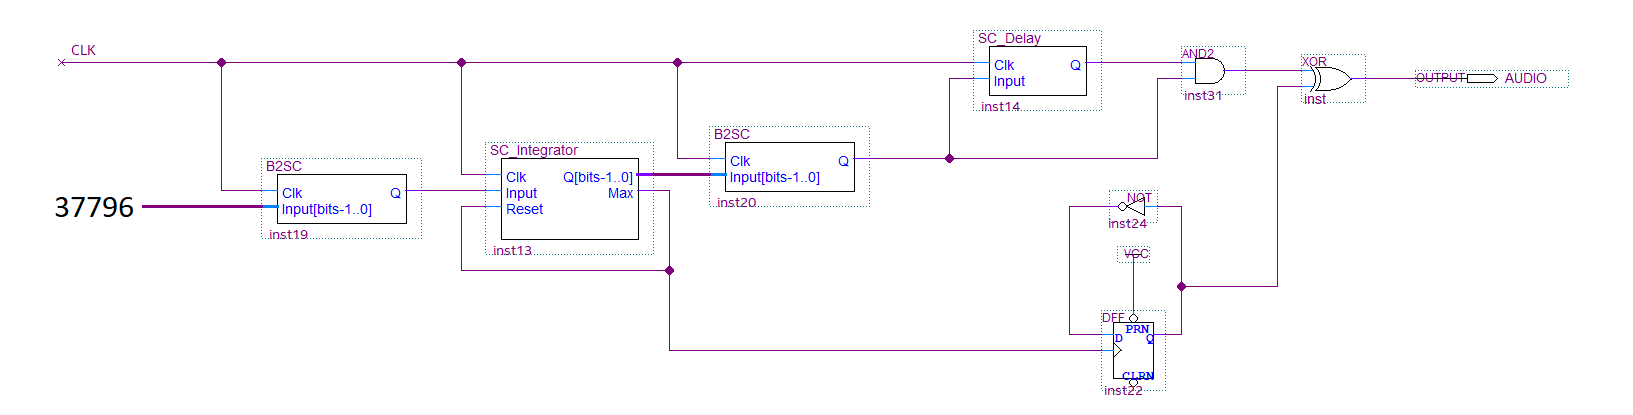 CLK
37796
B2SC
Clk
Input[bits-1..0]
Q
inst19
SC_Integrator
Clk
Input
Reset
Q[bits-1..0]
Max
inst13
B2SC
Clk
Input[bits-1..0]
Q
inst20
SC_Delay
Clk
Input
Q
inst14
AND2
inst31
XOR
inst
OUTPUT
AUDIO
NOT
inst24
VCC
DFF
PRN
D
Q
CLRN
inst22